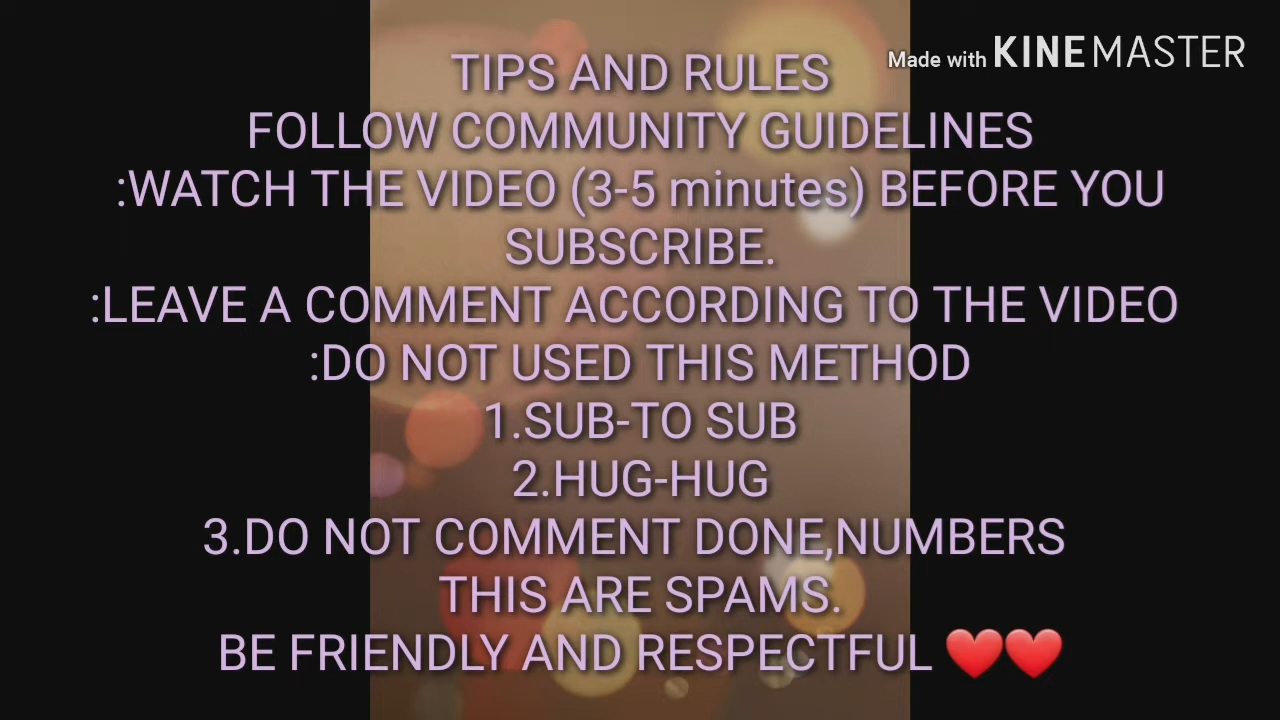 Made with KINEMASTER
TIPS AND RULES
FOLLOW COMMUNITY GUIDELINES
:WATCH THE VIDEO (3-5 minutes) BEFORE YOU
SUBSCRIBE.
:LEAVE A COMMENT ACCORDING TO THE VIDEO
:DO NOT USED THIS METHOD
1.SUB-TO SUB
2.HUG-HUG
3.DO NOT COMMENT DONE,NUMBERS
THIS ARE SPAMS.
BE FRIENDLY AND RESPECTFUL ❤️❤️